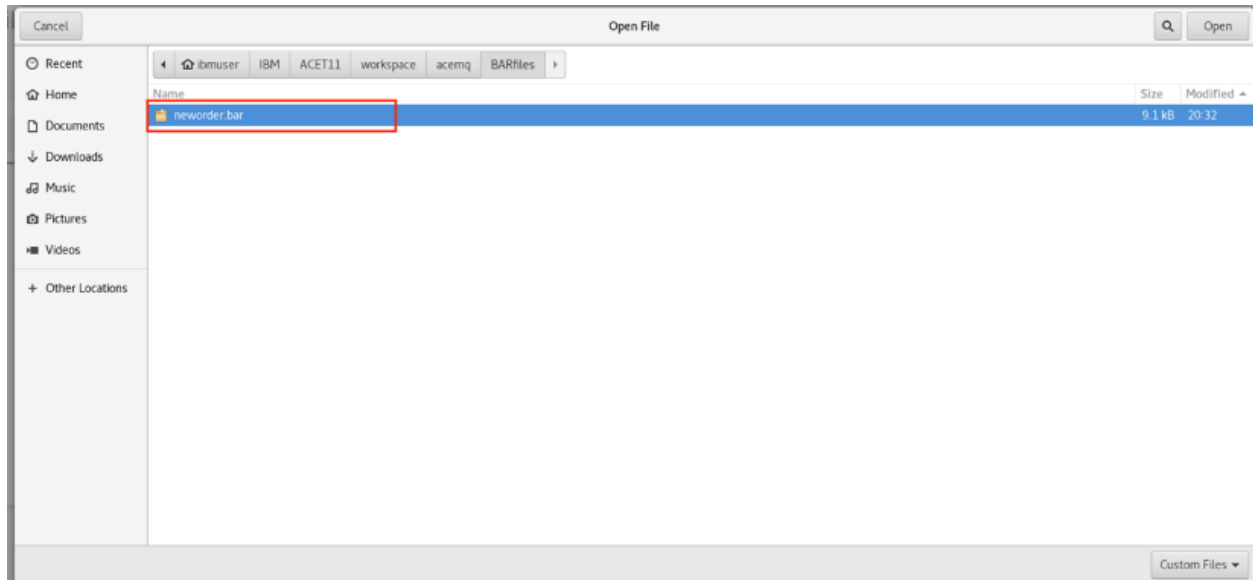 Cancel Open File Open
Recent
ibmuser IBM ACET11 workspace acemq BARfiles
Home
Name Size Modified
neworder.bar 9.1 kB 20:32
Documents
Downloads
Music
Pictures
Videos
+ Other Locations
Custom Files